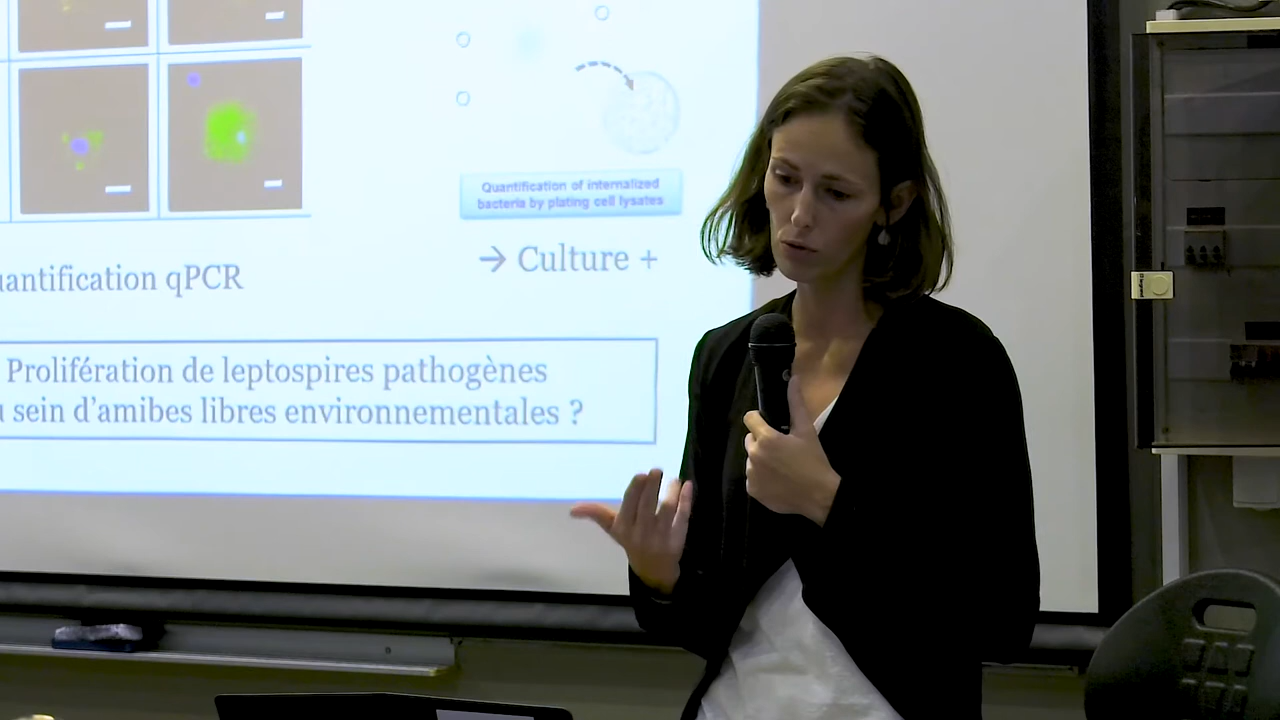 Quantification of internalized
bacteria by plating cell lysates
→ Culture +
uantification qPCR
Prolifération de leptospires pathogènes
u sein d'amibes libres environnementales ?